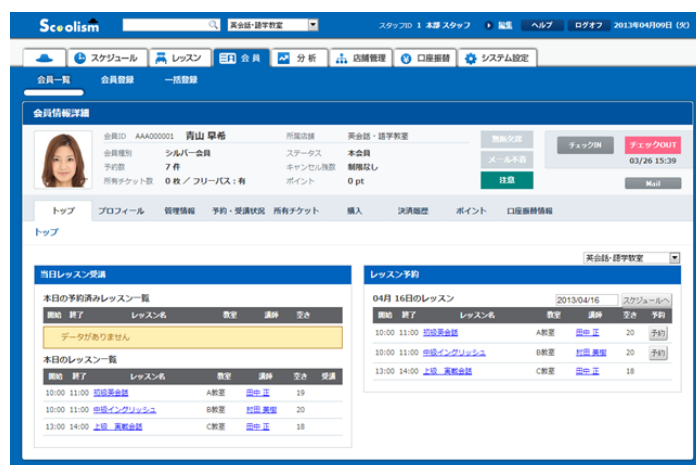 Scoolism 英会話・語学教室 スタッフID 1 本部 スタッフ 編集 ヘルプ ログオフ 2013年04月09日 (火)
スケジュール レッスン 会員 分析 店舗管理 口座振替 システム設定
会員一覧 会員登録 一括登録
会員情報詳細
会員ID AAA000001 青山 早希 所属店舗 英会話・語学教室
会員種別 シルバー会員 ステータス 本会員
予約数 7 件 キャンセル残数 制限なし
所有チケット数 0 枚 / フリーパス : 有 ポイント 0 pt
無断欠席
メール不着
注意
チェックIN チェックOUT
03/26 15:39
Mail
トップ プロフィール 管理情報 予約・受講状況 所有チケット 購入 決済履歴 ポイント 口座振替情報
トップ
英会話・語学教室
当日レッスン受講
本日の予約済みレッスン一覧
開始 終了 レッスン名 教室 講師 空き
データがありません
本日のレッスン一覧
開始 終了 レッスン名 教室 講師 空き 受講
10:00 11:00 初級英会話 A教室 田中 正 19
10:00 11:00 中級イングリッシュ B教室 村田 美樹 20
13:00 14:00 上級 実戦会話 C教室 田中 正 18
レッスン予約
04月 16日のレッスン 2013/04/16 スケジュールへ
開始 終了 レッスン名 教室 講師 空き 予約
10:00 11:00 初級英会話 A教室 田中 正 20 予約
10:00 11:00 中級イングリッシュ B教室 村田 美樹 20 予約
13:00 14:00 上級 実戦会話 C教室 田中 正 18